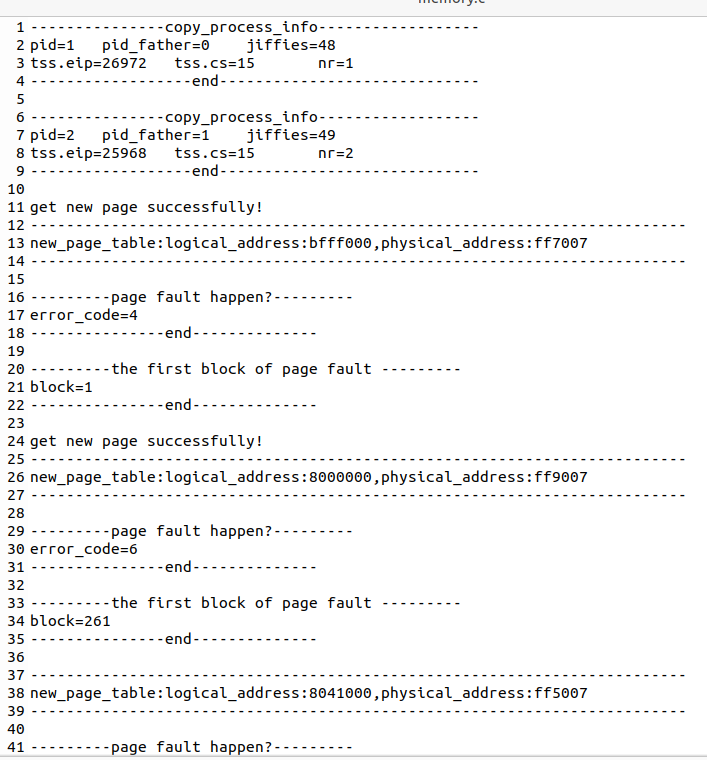 memory.c
1 ---------------copy_process_info------------------
2 pid=1   pid_father=0    jiffies=48
3 tss.eip=26972   tss.cs=15       nr=1
4 ------------------end-----------------------------
5
6 ---------------copy_process_info------------------
7 pid=2   pid_father=1    jiffies=49
8 tss.eip=25968   tss.cs=15       nr=2
9 ------------------end-----------------------------
10
11 get new page successfully!
12 -------------------------------------------------------------------------
13 new_page_table:logical_address:bfff000,physical_address:ff7007
14 -------------------------------------------------------------------------
15
16 ---------page fault happen?---------
17 error_code=4
18 ---------------end--------------
19
20 ---------the first block of page fault ---------
21 block=1
22 ---------------end--------------
23
24 get new page successfully!
25 -------------------------------------------------------------------------
26 new_page_table:logical_address:8000000,physical_address:ff9007
27 -------------------------------------------------------------------------
28
29 ---------page fault happen?---------
30 error_code=6
31 ---------------end--------------
32
33 ---------the first block of page fault ---------
34 block=261
35 ---------------end--------------
36
37 -------------------------------------------------------------------------
38 new_page_table:logical_address:8041000,physical_address:ff5007
39 -------------------------------------------------------------------------
40
41 ---------page fault happen?---------